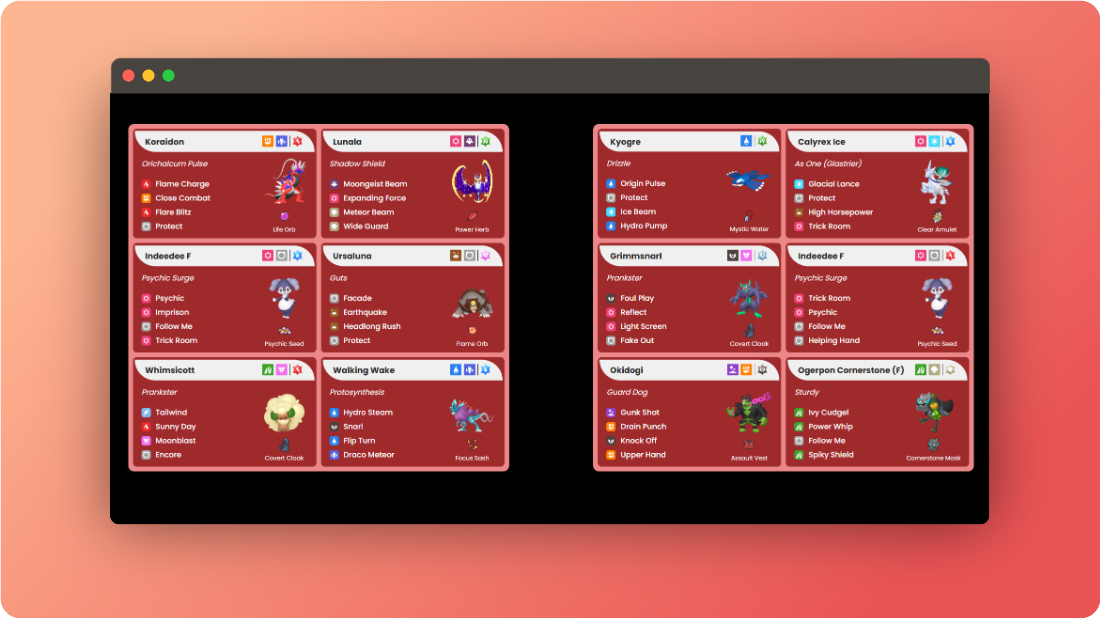 Koraidon
Orichalcum Pulse
Flame Charge
Close Combat
Flare Blitz
Protect
Life Orb
Lunala
Shadow Shield
Moongeist Beam
Expanding Force
Meteor Beam
Wide Guard
Power Herb
Indeedee F
Psychic Surge
Psychic
Imprison
Follow Me
Trick Room
Psychic Seed
Ursaluna
Guts
Facade
Earthquake
Headlong Rush
Protect
Flame Orb
Whimsicott
Prankster
Tailwind
Sunny Day
Moonblast
Encore
Covert Cloak
Walking Wake
Protosynthesis
Hydro Steam
Snarl
Flip Turn
Draco Meteor
Focus Sash
Kyogre
Drizzle
Origin Pulse
Protect
Ice Beam
Hydro Pump
Mystic Water
Calyrex Ice
As One (Glastrier)
Glacial Lance
Protect
High Horsepower
Trick Room
Clear Amulet
Grimmsnarl
Prankster
Foul Play
Reflect
Light Screen
Fake Out
Covert Cloak
Indeedee F
Psychic Surge
Trick Room
Psychic
Follow Me
Helping Hand
Psychic Seed
Okidogi
Guard Dog
Gunk Shot
Drain Punch
Knock Off
Upper Hand
Assault Vest
Ogerpon Cornerstone (F)
Sturdy
Ivy Cudgel
Power Whip
Follow Me
Spiky Shield
Cornerstone Mask